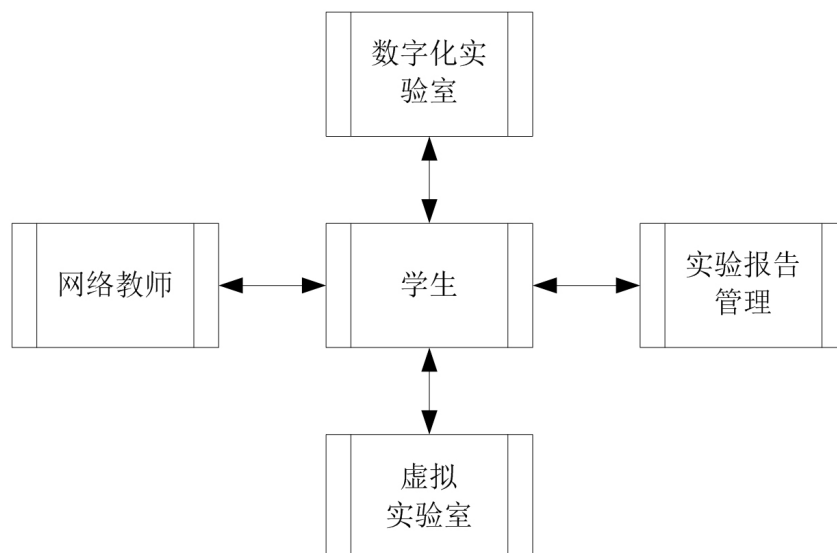 数字化实
验室
网络教师
学生
实验报告
管理
虚拟
实验室